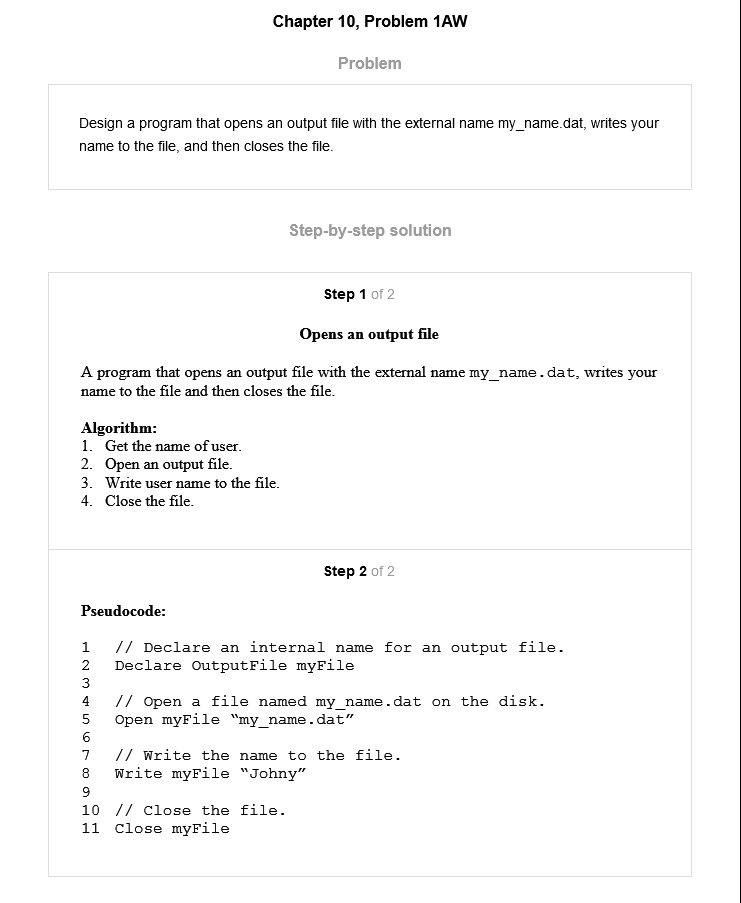 Chapter 10, Problem 1AW
Problem
Design a program that opens an output file with the external name my_name.dat, writes your
name to the file, and then closes the file.
Step-by-step solution
Step 1 of 2
Opens an output file
A program that opens an output file with the external name my_name.dat, writes your
name to the file and then closes the file.
Algorithm:
1. Get the name of user.
2. Open an output file.
3. Write user name to the file.
4. Close the file.
Step 2 of 2
Pseudocode:
1 // Declare an internal name for an output file.
2 Declare OutputFile myFile
3
4 // Open a file named my_name.dat on the disk.
5 Open myFile “my_name.dat”
6
7 // Write the name to the file.
8 Write myFile “Johny”
9
10 // Close the file.
11 Close myFile